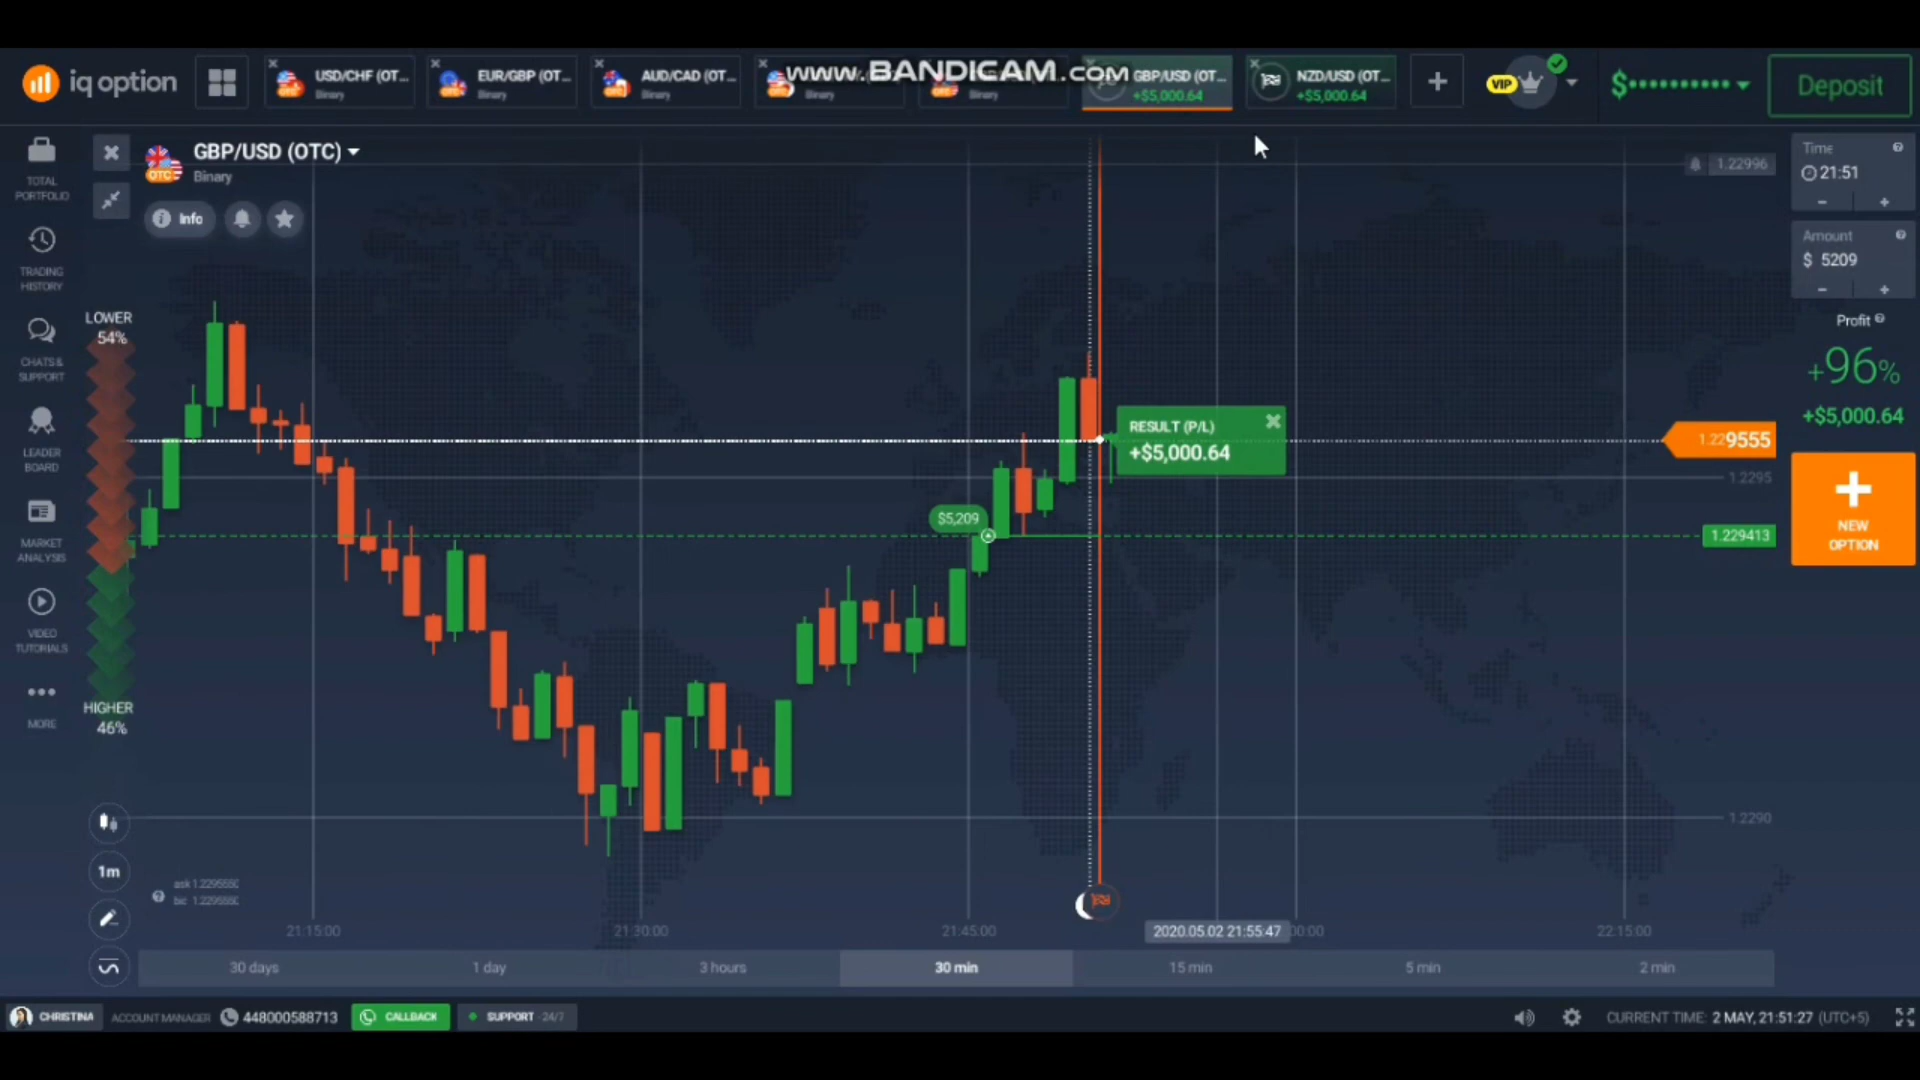 www.BANDICAM.com
iq option
USD/CHF (OT...
Binary
EUR/GBP (OT...
Binary
AUD/CAD (OT...
Binary
Binary
Binary
GBP/USD (OT...
+$5,000.64
NZD/USD (OT...
+$5,000.64
VIP
$••••••••••
Deposit
TOTAL
PORTFOLIO
TRADING
HISTORY
CHATS &
SUPPORT
LEADER
BOARD
MARKET
ANALYSIS
VIDEO
TUTORIALS
MORE
GBP/USD (OTC)
Binary
OTC
Info
LOWER
54%
HIGHER
46%
1m
$5,209
RESULT (P/L)
+$5,000.64
1.22996
1.229555
1.2295
1.229413
1.2290
Time
21:51
Amount
$ 5209
Profit
+96%
+$5,000.64
NEW
OPTION
21:15:00
21:30:00
21:45:00
2020.05.02 21:55:47
00:00
22:15:00
30 days
1 day
3 hours
30 min
15 min
5 min
2 min
CHRISTINA
ACCOUNT MANAGER
448000588713
CALLBACK
SUPPORT 24/7
CURRENT TIME: 2 MAY, 21:51:27 (UTC+5)